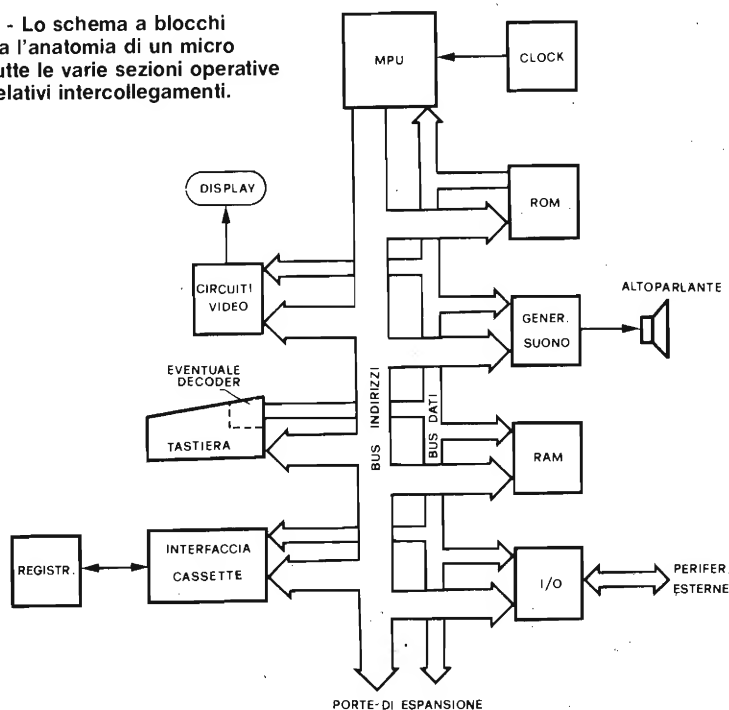 - Lo schema a blocchi
a l'anatomia di un micro
utte le varie sezioni operative
elativi intercollegamenti.
MPU
CLOCK
DISPLAY
ROM
CIRCUITI
VIDEO
ALTOPARLANTE
GENER.
SUONO
EVENTUALE
DECODER
TASTIERA
BUS INDIRIZZI
BUS DATI
RAM
REGISTR.
INTERFACCIA
CASSETTE
I/O
PERIFER.
ESTERNE
PORTE-DI ESPANSIONE